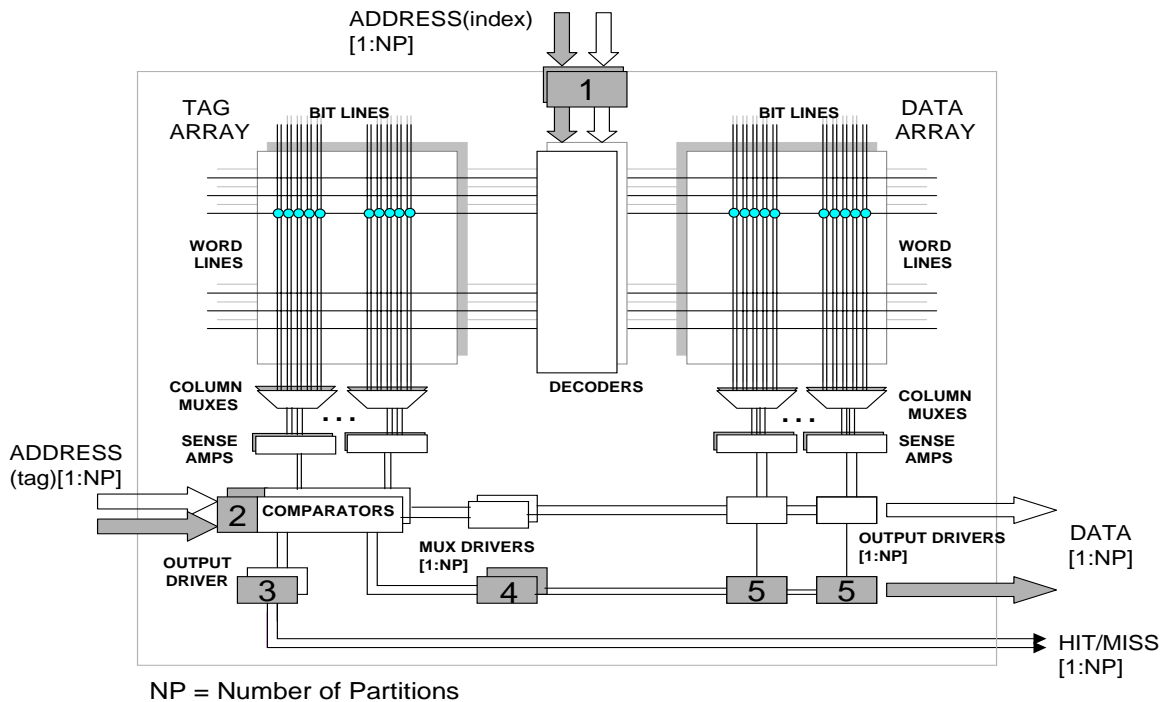 ADDRESS(index)
[1:NP]
1
TAG
ARRAY
BIT LINES
BIT LINES
DATA
ARRAY
WORD
LINES
WORD
LINES
DECODERS
COLUMN
MUXES
. . .
. . .
COLUMN
MUXES
SENSE
AMPS
SENSE
AMPS
ADDRESS
(tag)[1:NP]
2
COMPARATORS
MUX DRIVERS
[1:NP]
OUTPUT DRIVERS
[1:NP]
DATA
[1:NP]
OUTPUT
DRIVER
3
4
5
5
HIT/MISS
[1:NP]
NP = Number of Partitions